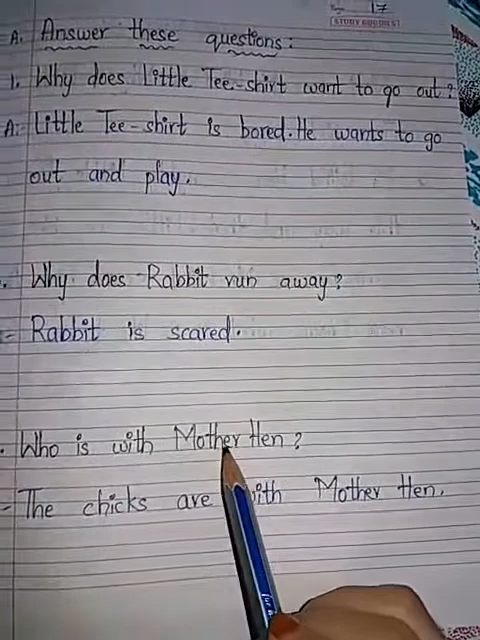 17
STUDY BUDDIES
A. Answer these questions:
1. Why does Little Tee-shirt want to go out?
A. Little Tee-shirt is bored. He wants to go
out and play.
. Why does Rabbit run away?
- Rabbit is scared.
. Who is with Mother Hen?
- The chicks are with Mother Hen.